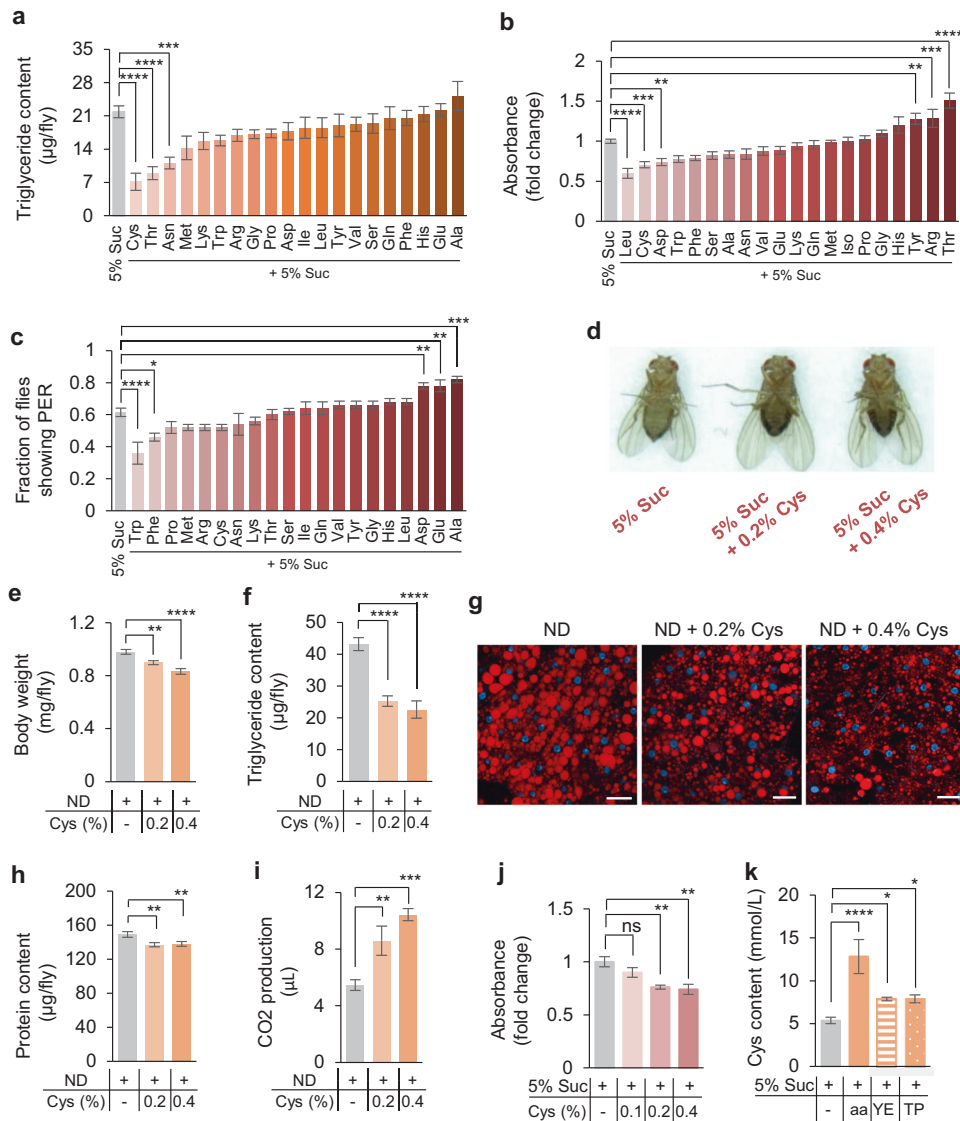 a
Triglyceride content
(µg/fly)
35
28
21
14
7
0
****
****
***
5% Suc
Cys
Thr
Asn
Met
Lys
Trp
Arg
Gly
Pro
Asp
Ile
Leu
Tyr
Val
Ser
Gln
Phe
His
Glu
Ala
+ 5% Suc
b
Absorbance
(fold change)
2
1.5
1
0.5
0
****
***
**
**
***
****
5% Suc
Leu
Cys
Asp
Trp
Phe
Ser
Ala
Asn
Val
Glu
Lys
Gln
Met
Iso
Pro
Gly
His
Tyr
Arg
Thr
+ 5% Suc
c
Fraction of flies
showing PER
1
0.8
0.6
0.4
0.2
0
****
*
**
**
***
5% Suc
Trp
Phe
Pro
Met
Arg
Cys
Asn
Lys
Thr
Ser
Ile
Gln
Val
Tyr
Gly
His
Leu
Asp
Glu
Ala
+ 5% Suc
d
5% Suc
5% Suc
+ 0.2% Cys
5% Suc
+ 0.4% Cys
e
Body weight
(mg/fly)
1.2
0.8
0.4
0
**
****
ND + + +
Cys (%) - 0.2 0.4
f
Triglyceride content
(µg/fly)
50
40
30
20
10
0
****
****
ND + + +
Cys (%) - 0.2 0.4
g
ND
ND + 0.2% Cys
ND + 0.4% Cys
h
Protein content
(µg/fly)
200
160
120
80
40
0
**
**
ND + + +
Cys (%) - 0.2 0.4
i
CO2 production
(µL)
12
9
6
3
0
**
***
ND + + +
Cys (%) - 0.2 0.4
j
Absorbance
(fold change)
1.5
1
0.5
0
ns
**
**
5% Suc + + + +
Cys (%) - 0.1 0.2 0.4
k
Cys content (mmol/L)
20
15
10
5
0
****
*
*
5% Suc + + + +
- aa YE TP